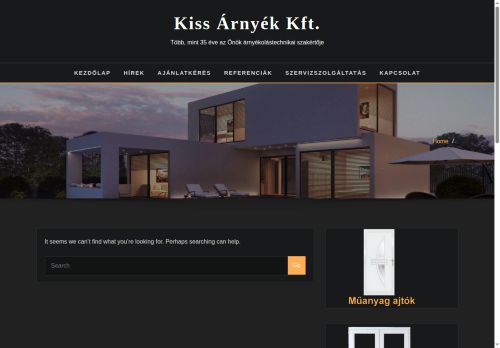 Kiss Árnyék Kft.
Több, mint 35 éve az Önök árnyékolástechnikai szakértője
KEZDŐLAP HÍREK AJÁNLATKÉRÉS REFERENCIÁK SZERVIZSZOLGÁLTATÁS KAPCSOLAT
Home /
It seems we can't find what you're looking for. Perhaps searching can help.
Search Go
Műanyag ajtók